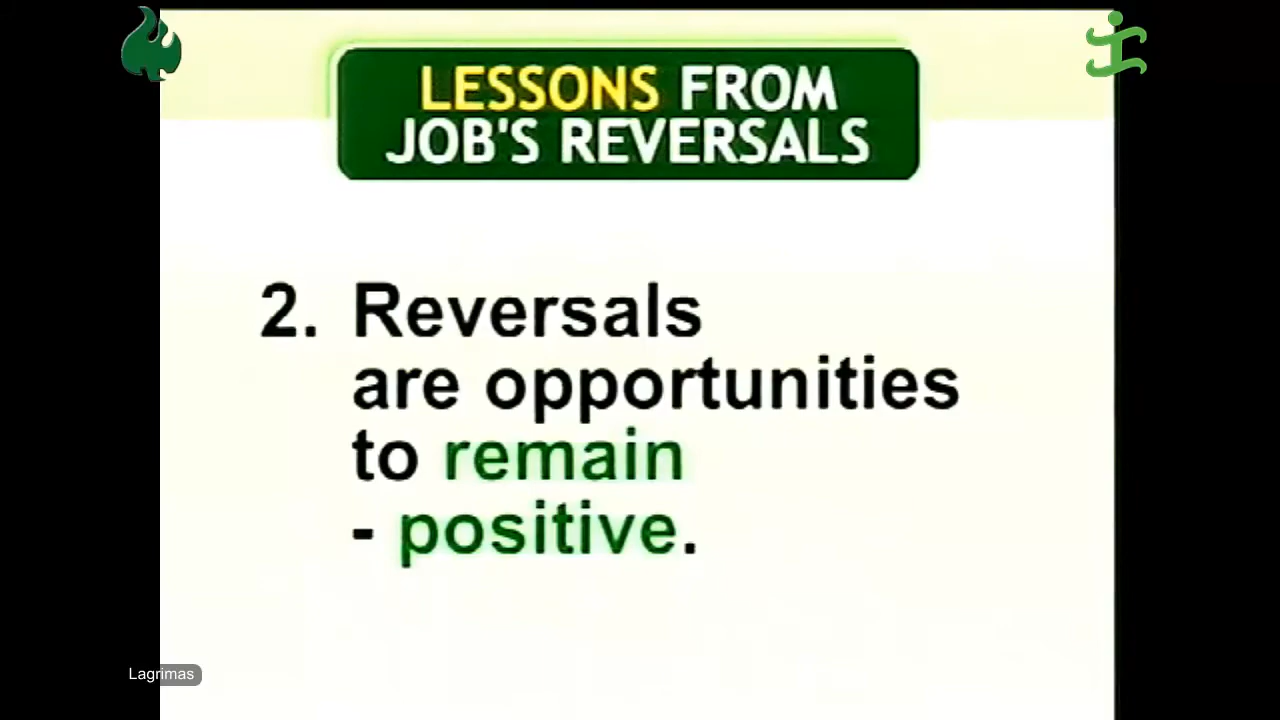 LESSONS FROM
JOB'S REVERSALS
2. Reversals
are opportunities
to remain
- positive.
Lagrimas